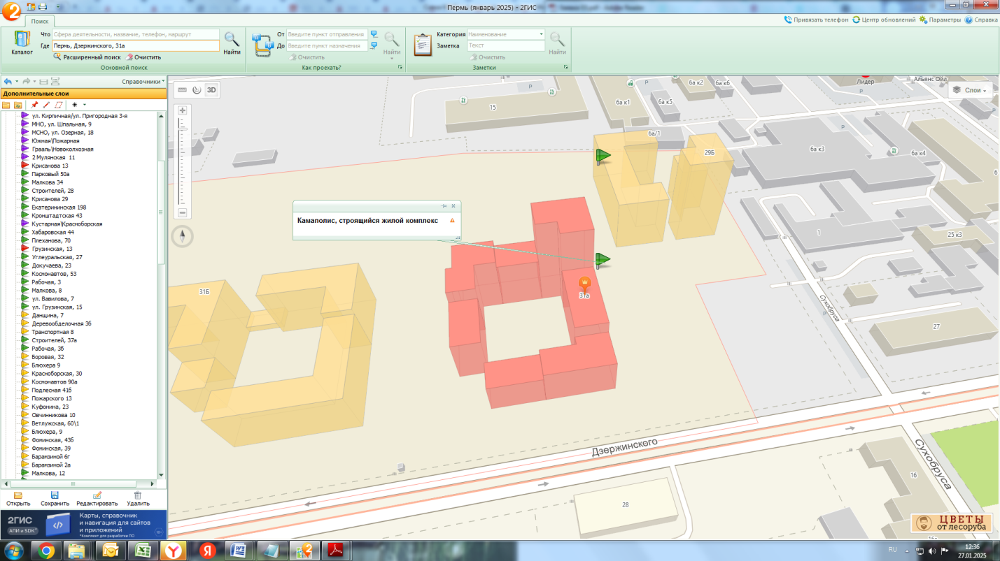 Пермь (январь 2025) - 2ГИС
Поиск
Привязать телефон
Центр обновлений
Параметры
Справка
Что
Сфера деятельности, название, телефон, маршрут
Где
Пермь, Дзержинского, 31а
Каталог
Найти
Расширенный поиск
Очистить
Основной поиск
От
Введите пункт отправления
До
Введите пункт назначения
Найти
Очистить
Как проехать?
Категория
Наименование
Заметка
Текст
Найти
Очистить
Заметки
Справочники
Дополнительные слои
ул. Кирпичная/ул. Пригородная 3-я
МНО, ул. Шпальная, 9
МСНО, ул. Озерная, 18
Южная\Пожарная
Грааль\Новоколхозная
2 Мулянская 11
Крисанова 13
Парковый 50а
Малкова 34
Строителей, 28
Крисанова 29
Екатерининская 198
Кронштадтская 43
Кустарная\Красноборская
Хабаровская 44
Плеханова, 70
Грузинская, 13
Углеуральская, 27
Докучаева, 23
Космонавтов, 53
Рабочая, 3
Малкова, 8
ул. Вавилова, 7
ул. Грузинская, 15
Данщина, 7
Деревообделочная 3б
Транспортная 8
Строителей, 37а
Рабочая, 3б
Боровая, 32
Блюхера 9
Красноборская, 30
Космонавтов 90а
Подлесная 41б
Пожарского 13
Куфонина, 23
Овчинникова 10
Ветлужская, 60\1
Блюхера, 9
Фоминская, 43б
Фоминская, 39
Барамзиной 6г
Барамзиной 2а
Малкова, 12
Открыть
Сохранить
Редактировать
Удалить
2ГИС
АПИ и SDK*
Карты, справочник
и навигация для сайтов
и приложений
*Комплект для разработки ПО
3D
Слои
Лидер
Альянс Ойл
15
6а к1
6а к2
6а к6
6а к5
6а/1
29Б
6а к3
6а к4
6
1
25 к3
27
31Б
31а
Камаполис, строящийся жилой комплекс
Сухобруса
Дзержинского
Сухобруса
16
28
ЦВЕТЫ
от лесоруба
RU
12:36
27.01.2025